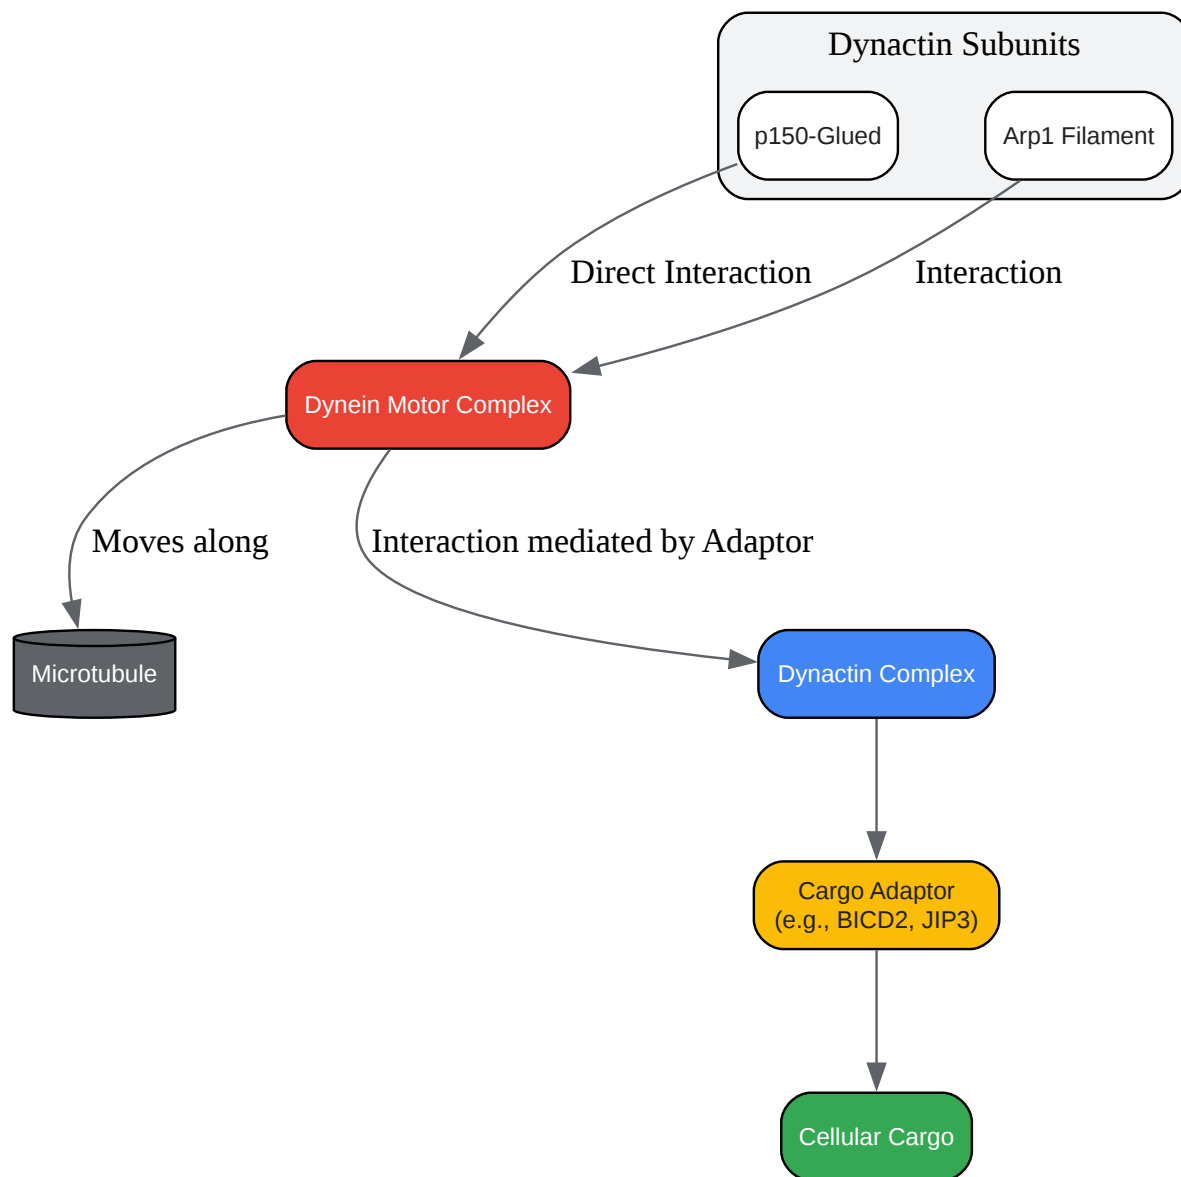 Dynactin Subunits
p150-Glued
Arp1 Filament
Direct Interaction
Interaction
Dynein Motor Complex
Moves along
Interaction mediated by Adaptor
Microtubule
Dynactin Complex
Cargo Adaptor
(e.g., BICD2, JIP3)
Cellular Cargo